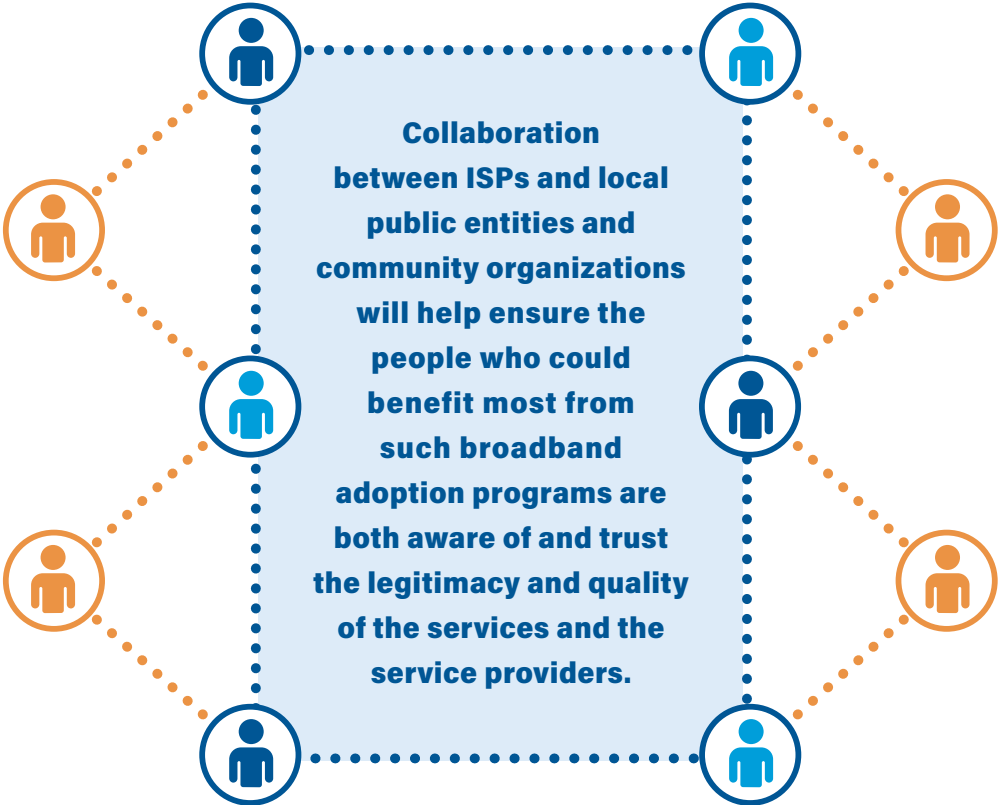 Collaboration
between ISPs and local
public entities and
community organizations
will help ensure the
people who could
benefit most from
such broadband
adoption programs are
both aware of and trust
the legitimacy and quality
of the services and the
service providers.